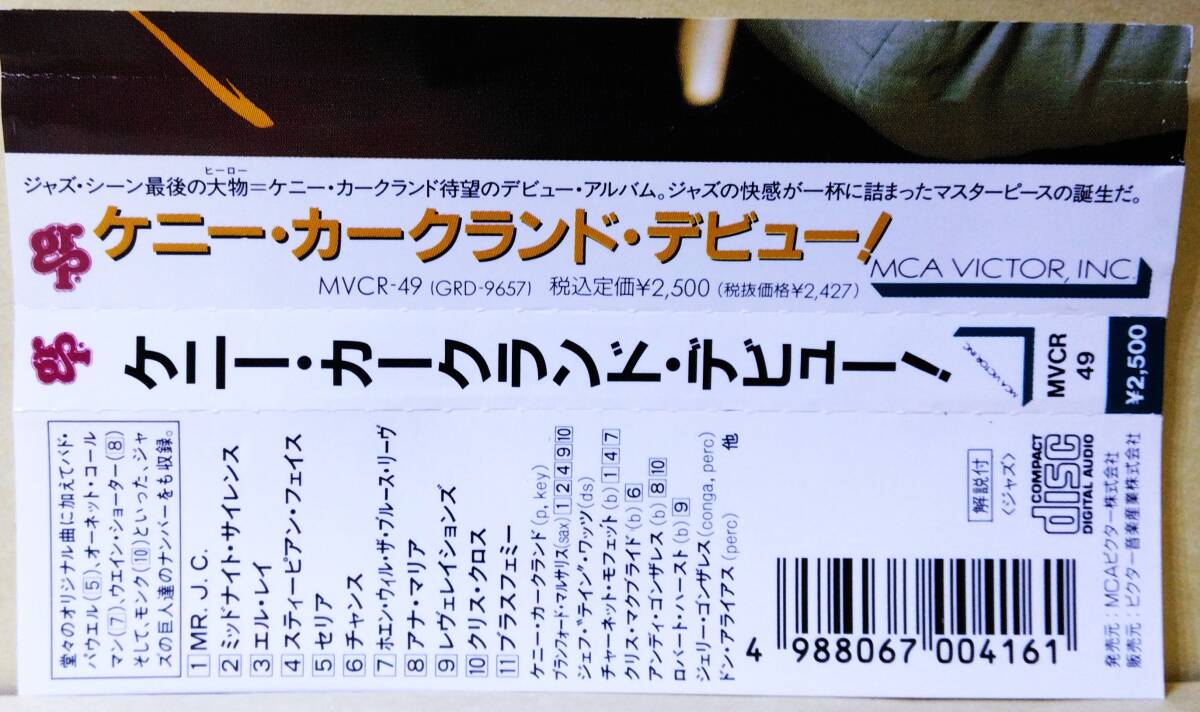 ジャズ・シーン最後の大物=ケニー・カークランド待望のデビュー・アルバム。ジャズの快感が一杯に詰まったマスターピースの誕生だ。
ヒーロー
ケニー・カークランド・デビュー!
MCA VICTOR, INC.
MVCR-49 (GRD-9657) 税込定価¥2,500 (税抜価格¥2,427)
ケニー・カークランド・デビュー!
MCA VICTOR, INC.
MVCR
49
¥2,500
堂々のオリジナル曲に加えてバド・
パウエル(5)、オーネット・コール
マン(7)、ウエイン・ショーター(8)
そして、モンク(10)といった、ジャ
ズの巨人達のナンバーをも収録。
1 MR. J. C.
2 ミッドナイト・サイレンス
3 エル・レイ
4 スティーピアン・フェイス
5 セリア
6 チャンス
7 ホエン・ウィル・ザ・ブルース・リーヴ
8 アナ・マリア
9 レヴェレイションズ
10 クリス・クロス
11 ブラスフェミー
ケニー・カークランド(p, key)
ブランフォード・マルサリス(sax) 1 2 4 9 10
ジェフ・"テイン"・ワッツ(ds)
チャーネット・モフェット(b) 1 4 7
クリス・マクブライド(b) 6
アンディ・ゴンザレス(b) 8 10
ロバート・ハースト(b) 9
ジェリー・ゴンザレス(conga, perc)
ドン・アライアス(perc) 他
解説付
〈ジャズ〉
COMPACT
disc
DIGITAL AUDIO
4 988067 004161
発売元:MCAビクター株式会社
販売元:ビクター音楽産業株式会社